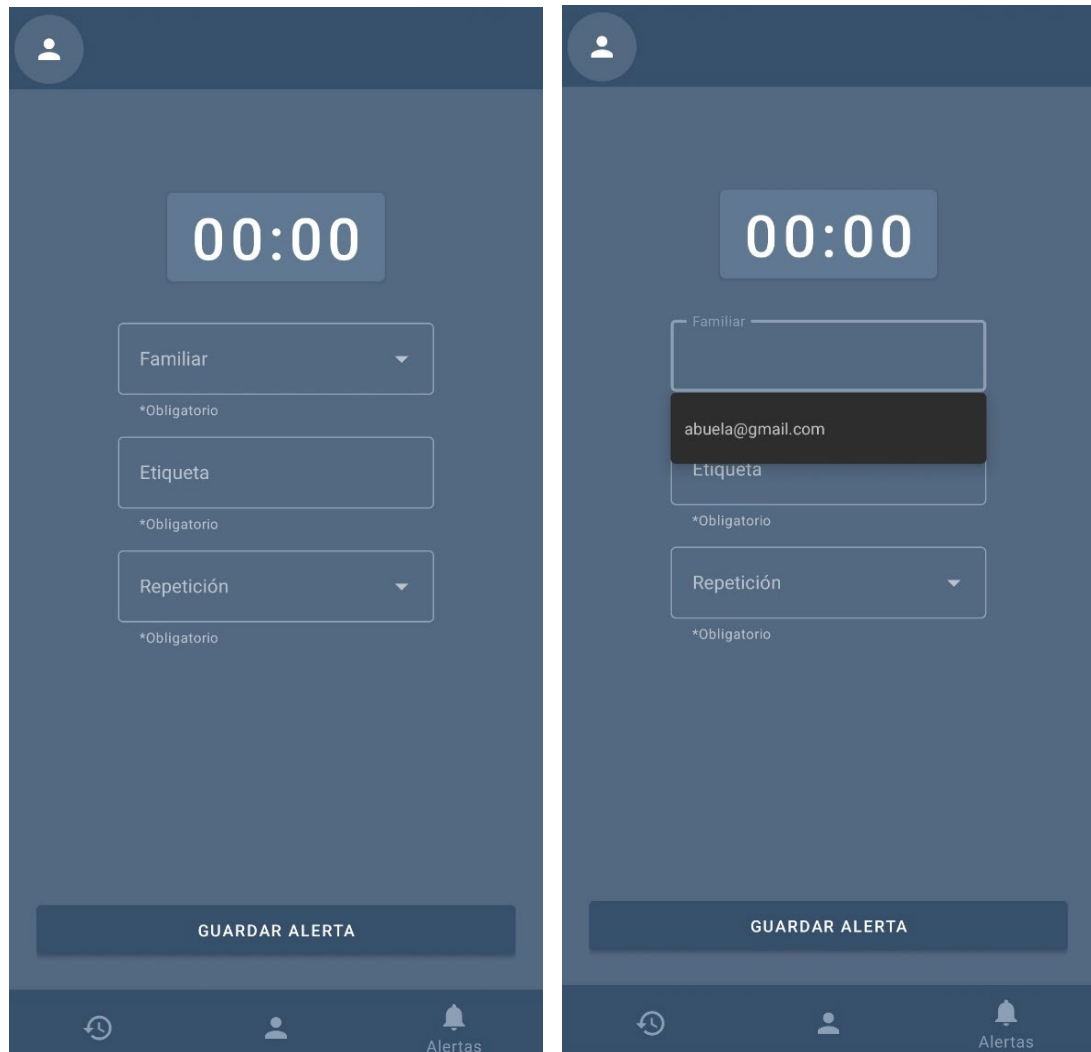 00:00
Familiar
*Obligatorio
Etiqueta
*Obligatorio
Repetición
*Obligatorio
GUARDAR ALERTA
Alertas
00:00
Familiar
abuela@gmail.com
Etiqueta
*Obligatorio
Repetición
*Obligatorio
GUARDAR ALERTA
Alertas